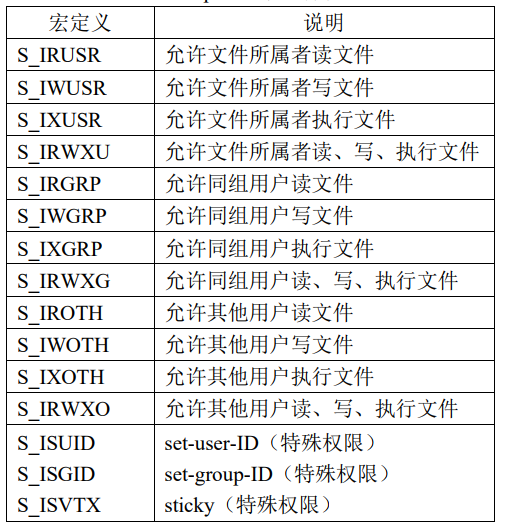 宏定义 说明
S_IRUSR 允许文件所属者读文件
S_IWUSR 允许文件所属者写文件
S_IXUSR 允许文件所属者执行文件
S_IRWXU 允许文件所属者读、写、执行文件
S_IRGRP 允许同组用户读文件
S_IWGRP 允许同组用户写文件
S_IXGRP 允许同组用户执行文件
S_IRWXG 允许同组用户读、写、执行文件
S_IROTH 允许其他用户读文件
S_IWOTH 允许其他用户写文件
S_IXOTH 允许其他用户执行文件
S_IRWXO 允许其他用户读、写、执行文件
S_ISUID set-user-ID（特殊权限）
S_ISGID set-group-ID（特殊权限）
S_ISVTX sticky（特殊权限）